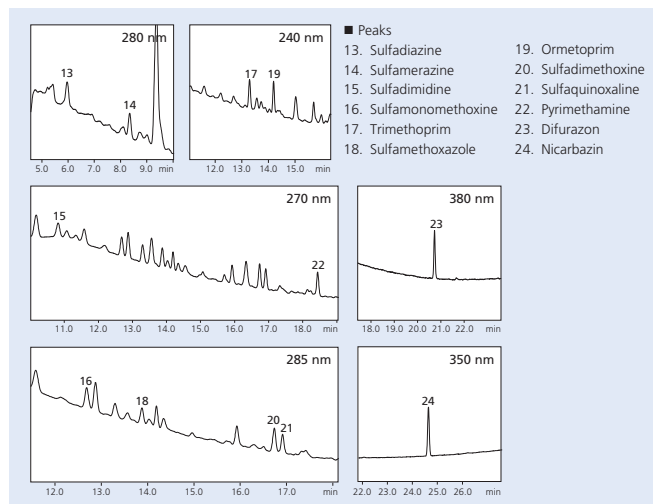 280 nm
13
14
5.0 6.0 7.0 8.0 9.0 min
240 nm
17 19
12.0 13.0 14.0 15.0 min
■ Peaks
13. Sulfadiazine
14. Sulfamerazine
15. Sulfadimidine
16. Sulfamonomethoxine
17. Trimethoprim
18. Sulfamethoxazole
19. Ormetoprim
20. Sulfadimethoxine
21. Sulfaquinoxaline
22. Pyrimethamine
23. Difurazon
24. Nicarbazin
270 nm
15
22
11.0 12.0 13.0 14.0 15.0 16.0 17.0 18.0 min
380 nm
23
18.0 19.0 20.0 21.0 22.0 min
285 nm
16
18
20
21
12.0 13.0 14.0 15.0 16.0 17.0 min
350 nm
24
22.0 23.0 24.0 25.0 26.0 min